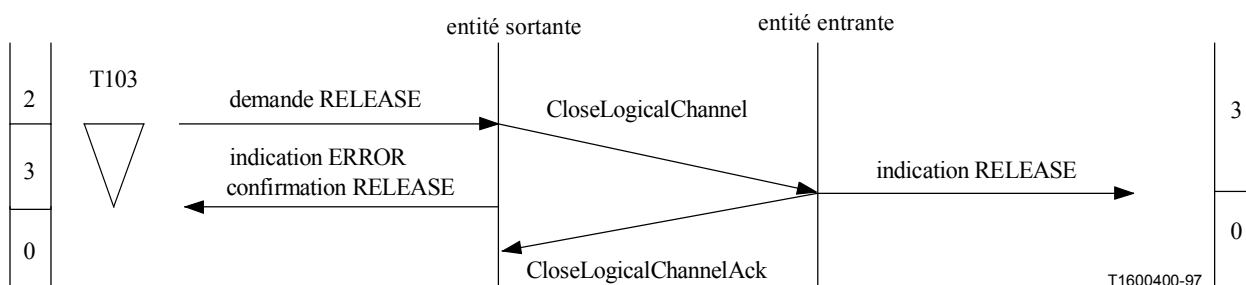 entité sortante
entité entrante
T103
2
demande RELEASE
CloseLogicalChannel
3
3
indication ERROR
confirmation RELEASE
indication RELEASE
0
CloseLogicalChannelAck
0
T1600400-97